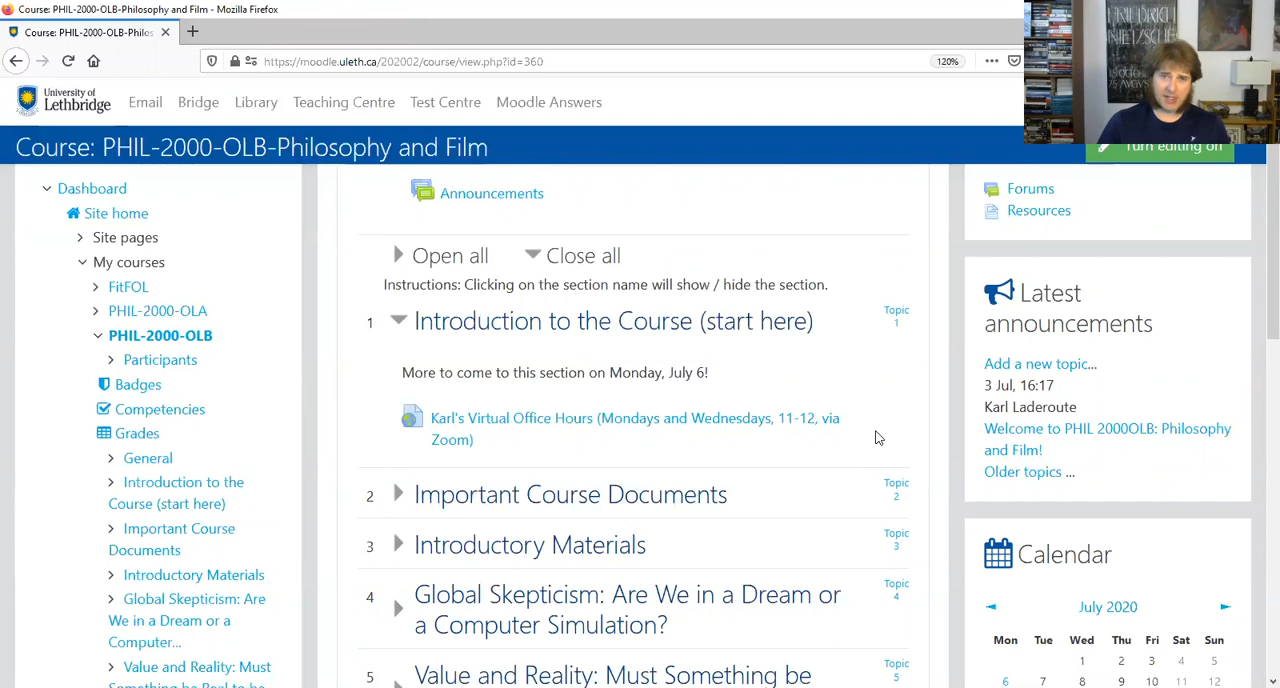 Course: PHIL-2000-OLB-Philosophy and Film - Mozilla Firefox
Course: PHIL-2000-OLB-Philos
https://moodle.uleth.ca/202002/course/view.php?id=360
120%
University of
Lethbridge
Email
Bridge
Library
Teaching Centre
Test Centre
Moodle Answers
FRIEDRICH
NIETZSCHE
Course: PHIL-2000-OLB-Philosophy and Film
Turn editing on
Dashboard
Site home
Site pages
My courses
FitFOL
PHIL-2000-OLA
PHIL-2000-OLB
Participants
Badges
Competencies
Grades
General
Introduction to the
Course (start here)
Important Course
Documents
Introductory Materials
Global Skepticism: Are
We in a Dream or a
Computer...
Value and Reality: Must
Something be Real to be
Announcements
Open all
Close all
Instructions: Clicking on the section name will show / hide the section.
1
Introduction to the Course (start here)
Topic
1
More to come to this section on Monday, July 6!
Karl's Virtual Office Hours (Mondays and Wednesdays, 11-12, via
Zoom)
2
Important Course Documents
Topic
2
3
Introductory Materials
Topic
3
4
Global Skepticism: Are We in a Dream or
a Computer Simulation?
Topic
4
5
Value and Reality: Must Something be
Topic
5
Forums
Resources
Latest
announcements
Add a new topic...
3 Jul, 16:17
Karl Laderoute
Welcome to PHIL 2000OLB: Philosophy
and Film!
Older topics ...
Calendar
July 2020
Mon Tue Wed Thu Fri Sat Sun
1 2 3 4 5
6 7 8 9 10 11 12